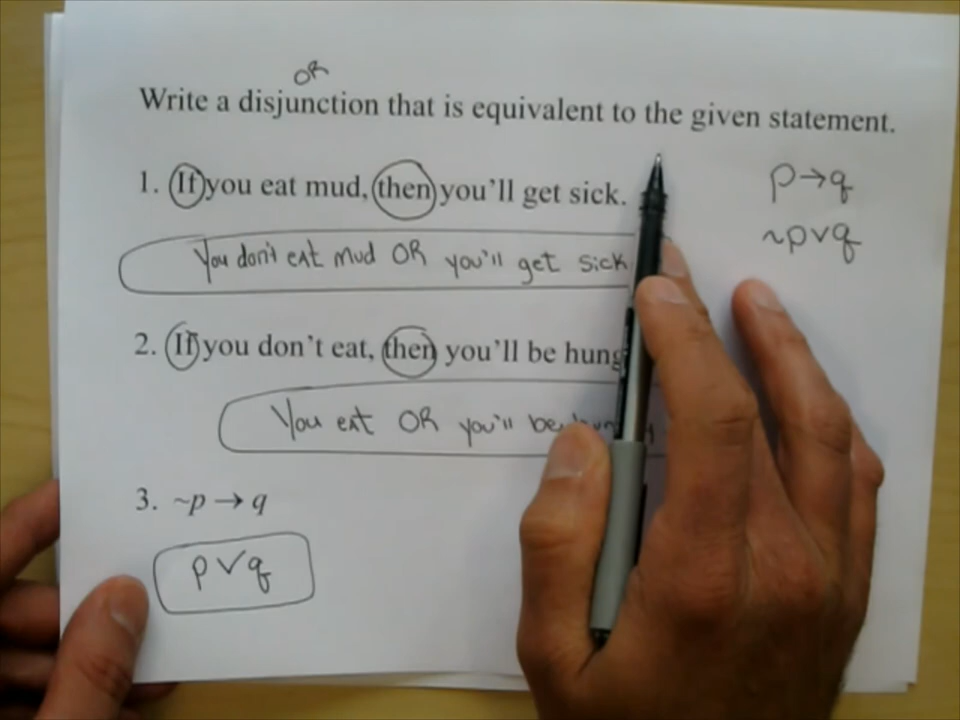 OR
Write a disjunction that is equivalent to the given statement.
1. If you eat mud, then you'll get sick.
p→q
~p∨q
You don't eat mud OR you'll get sick
2. If you don't eat, then you'll be hung
You eat OR you'll be
3. ~p → q
p∨q